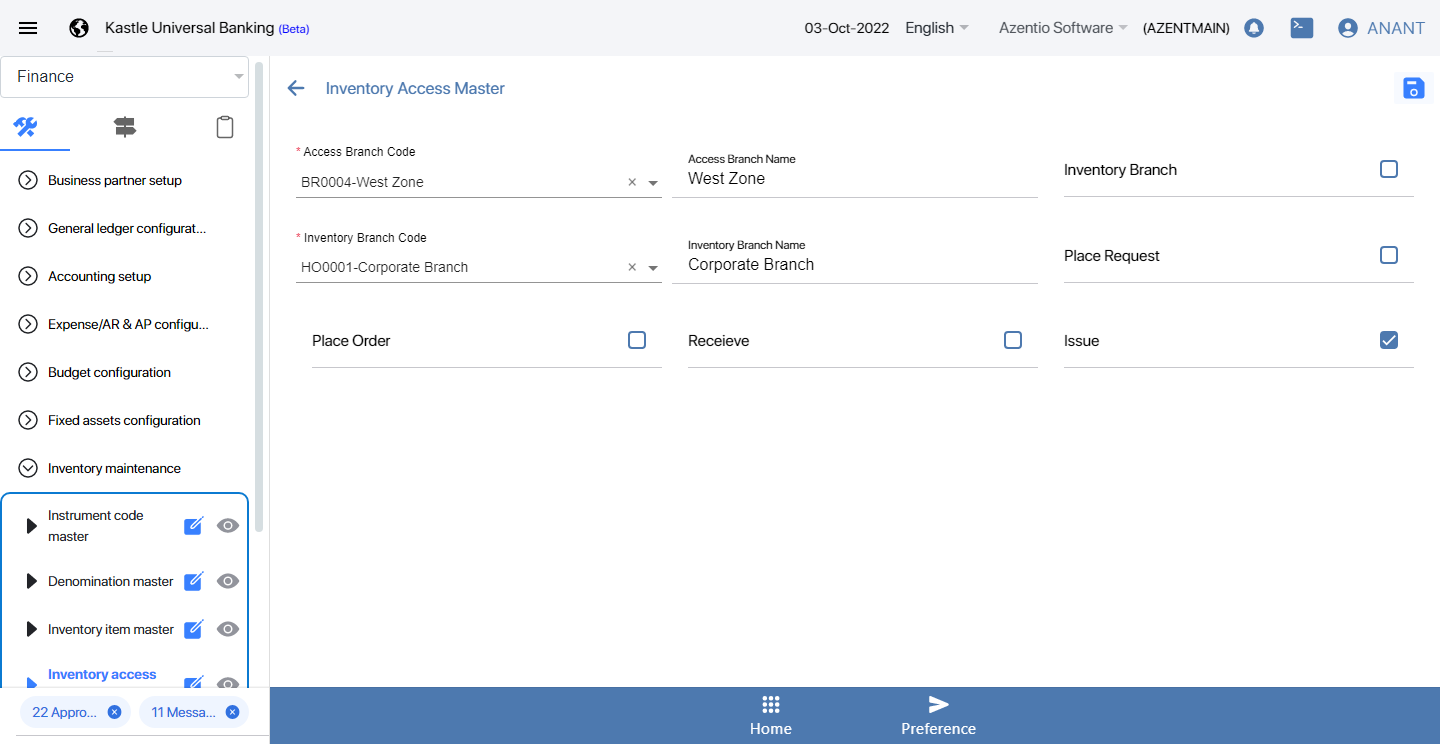 Kastle Universal Banking (Beta)
03-Oct-2022
English
Azentio Software
(AZENTMAIN)
ANANT
Finance
Business partner setup
General ledger configurat...
Accounting setup
Expense/AR & AP configu...
Budget configuration
Fixed assets configuration
Inventory maintenance
Instrument code
master
Denomination master
Inventory item master
Inventory access
22 Appro...
11 Messa...
Inventory Access Master
* Access Branch Code
BR0004-West Zone
Access Branch Name
West Zone
Inventory Branch
* Inventory Branch Code
HO0001-Corporate Branch
Inventory Branch Name
Corporate Branch
Place Request
Place Order
Receieve
Issue
Home
Preference